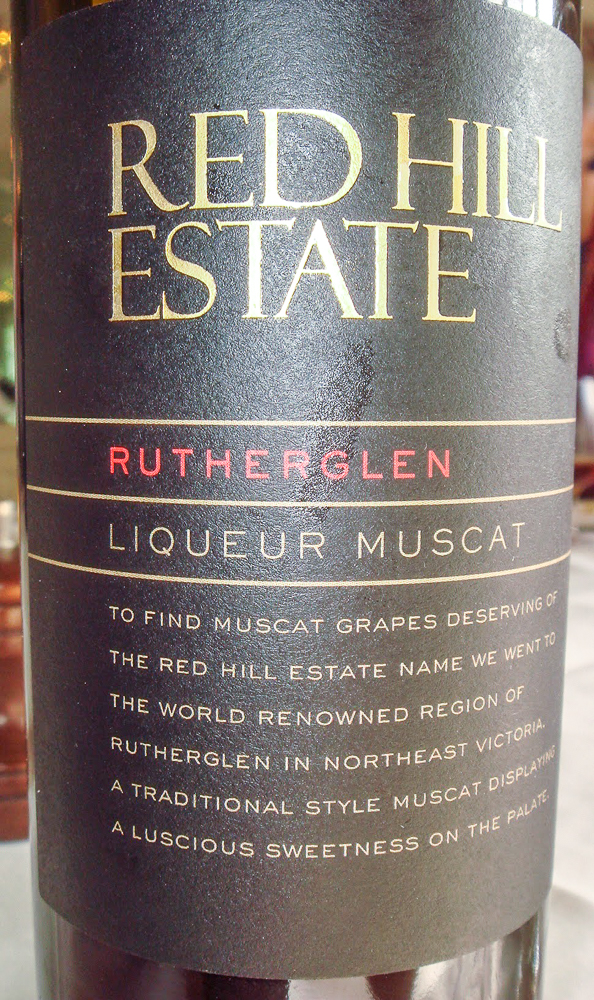 RED HILL
ESTATE
RUTHERGLEN
LIQUEUR MUSCAT
TO FIND MUSCAT GRAPES DESERVING OF
THE RED HILL ESTATE NAME WE WENT TO
THE WORLD RENOWNED REGION OF
RUTHERGLEN IN NORTHEAST VICTORIA.
A TRADITIONAL STYLE MUSCAT DISPLAYING
A LUSCIOUS SWEETNESS ON THE PALATE.